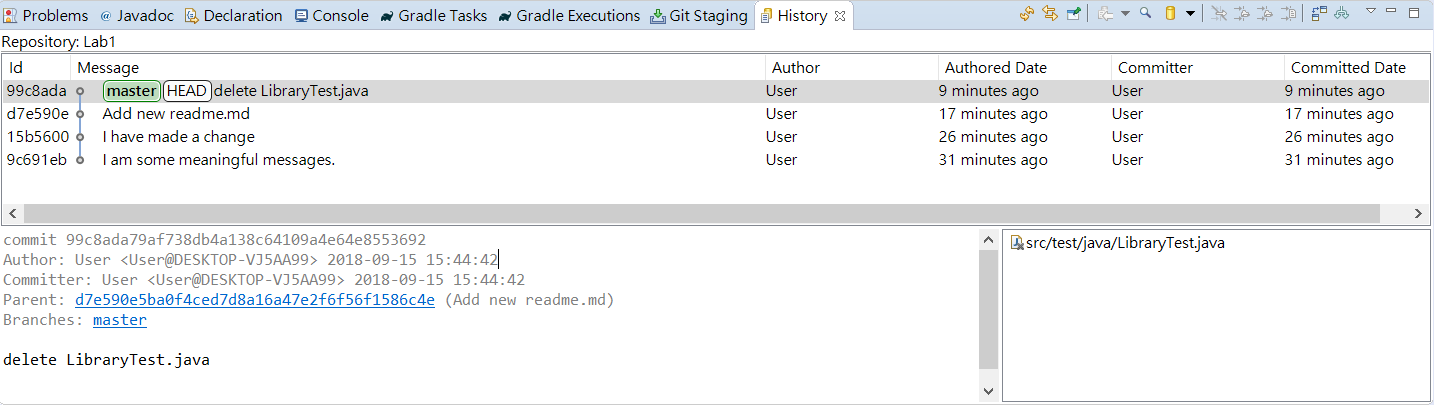 Problems @ Javadoc Declaration Console Gradle Tasks Gradle Executions Git Staging History
Repository: Lab1
Id Message Author Authored Date Committer Committed Date
99c8ada master HEAD delete LibraryTest.java User 9 minutes ago User 9 minutes ago
d7e590e Add new readme.md User 17 minutes ago User 17 minutes ago
15b5600 I have made a change User 26 minutes ago User 26 minutes ago
9c691eb I am some meaningful messages. User 31 minutes ago User 31 minutes ago
commit 99c8ada79af738db4a138c64109a4e64e8553692
Author: User <User@DESKTOP-VJ5AA99> 2018-09-15 15:44:42
Committer: User <User@DESKTOP-VJ5AA99> 2018-09-15 15:44:42
Parent: d7e590e5ba0f4ced7d8a16a47e2f6f56f1586c4e (Add new readme.md)
Branches: master
delete LibraryTest.java
src/test/java/LibraryTest.java